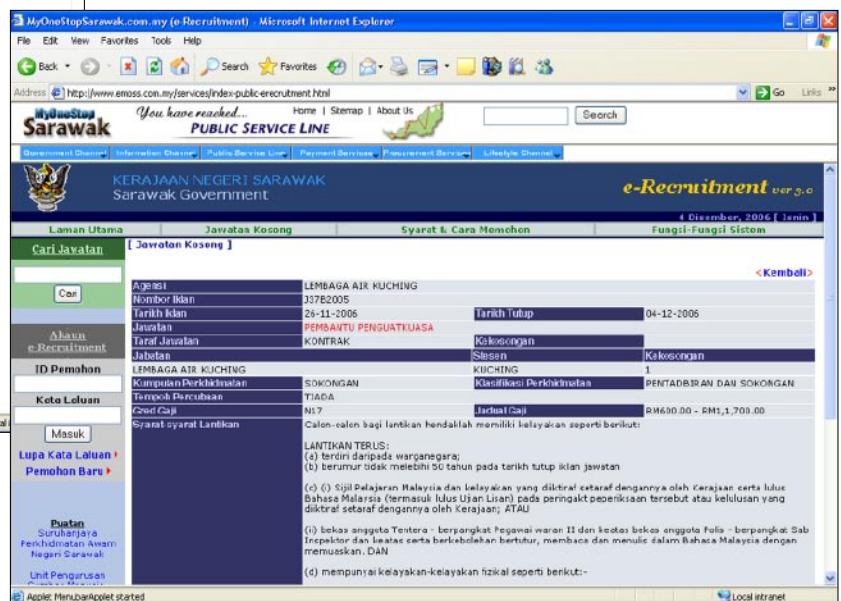 MyOneStopSarawak.com.my (e-Recruitment) - Microsoft Internet Explorer
File Edit View Favorites Tools Help
Back Search Favorites
Address http://www.emoss.com.my/services/index-public-erecruitment.html Go Links
MyOneStop Sarawak
You have reached...
PUBLIC SERVICE LINE
Home | Sitemap | About Us
Search
Government Channel Information Channel Public Service Line Payment Services Procurement Service Lifestyle Channel
KERAJAAN NEGERI SARAWAK
Sarawak Government
e-Recruitment ver 3.0
4 Disember, 2006 [ Isnin ]
Laman Utama Jawatan Kosong Syarat & Cara Memohon Fungsi-Fungsi Sistem
Cari Jawatan
Cari
Akaun
e-Recruitment
ID Pemohon
Kata Laluan
Masuk
Lupa Kata Laluan
Pemohon Baru
Pautan
Suruhanjaya
Perkhidmatan Awam
Negeri Sarawak
Unit Pengurusan
[ Jawatan Kosong ]
<Kembali>
Agensi LEMBAGA AIR KUCHING
Nombor Iklan J37B2005
Tarikh Iklan 26-11-2006 Tarikh Tutup 04-12-2006
Jawatan PEMBANTU PENGUATKUASA
Taraf Jawatan KONTRAK Kekosongan
Jabatan Stesen Kekosongan
LEMBAGA AIR KUCHING KUCHING 1
Kumpulan Perkhidmatan SOKONGAN Klasifikasi Perkhidmatan PENTADBIRAN DAN SOKONGAN
Tempoh Percubaan TIADA
Gred Gaji N17 Jadual Gaji RM600.00 - RM1,1,700.00
Syarat-syarat Lantikan Calon-calon bagi lantikan hendaklah memiliki kelayakan seperti berikut:
LANTIKAN TERUS:
(a) terdiri daripada warganegara;
(b) berumur tidak melebihi 50 tahun pada tarikh tutup iklan jawatan
(c) (i) Sijil Pelajaran Malaysia dan kelayakan yang diiktiraf setaraf dengannya oleh Kerajaan serta lulus
Bahasa Malaysia (termasuk lulus Ujian Lisan) pada peringkat peperiksaan tersebut atau kelulusan yang
diiktiraf setaraf dengannya oleh Kerajaan; ATAU
(ii) bekas anggota Tentera - berpangkat Pegawai waran II dan keatas bekas anggota Polis - berpangkat Sab
Inspektor dan keatas serta berkebolehan bertutur, membaca dan menulis dalam Bahasa Malaysia dengan
memuaskan. DAN
(d) mempunyai kelayakan-kelayakan fizikal seperti berikut:-
Applet MenubarApplet started Local intranet